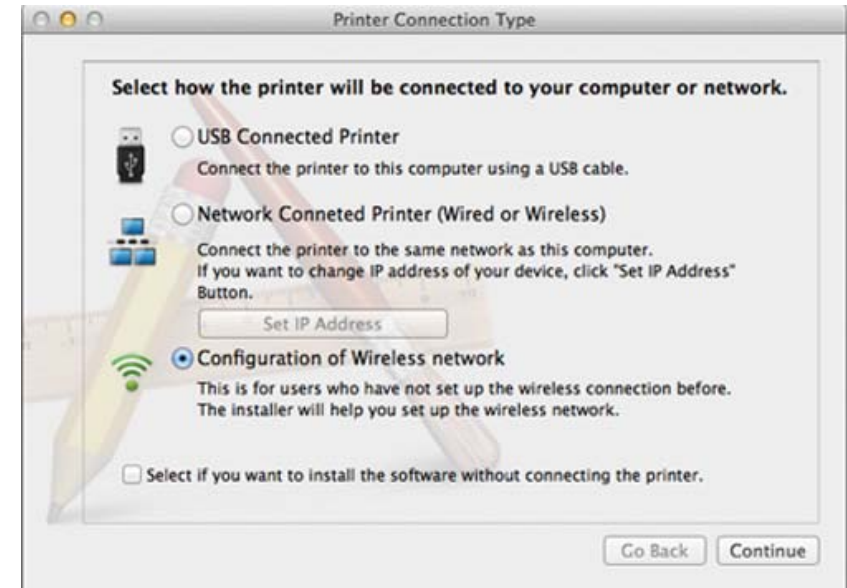 Printer Connection Type
Select how the printer will be connected to your computer or network.
USB Connected Printer
Connect the printer to this computer using a USB cable.
Network Conneted Printer (Wired or Wireless)
Connect the printer to the same network as this computer.
If you want to change IP address of your device, click "Set IP Address"
Button.
Set IP Address
Configuration of Wireless network
This is for users who have not set up the wireless connection before.
The installer will help you set up the wireless network.
Select if you want to install the software without connecting the printer.
Go Back Continue